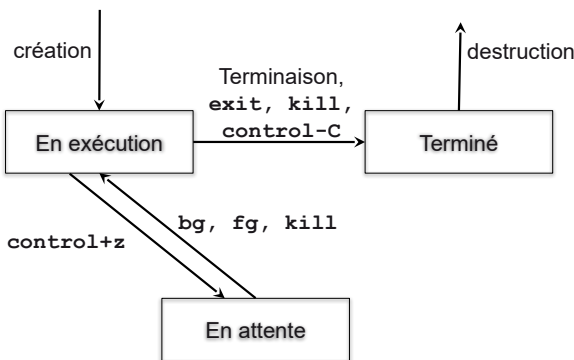 création
destruction
Terminaison,
exit, kill,
control-C
En exécution
Terminé
bg, fg, kill
control+z
En attente